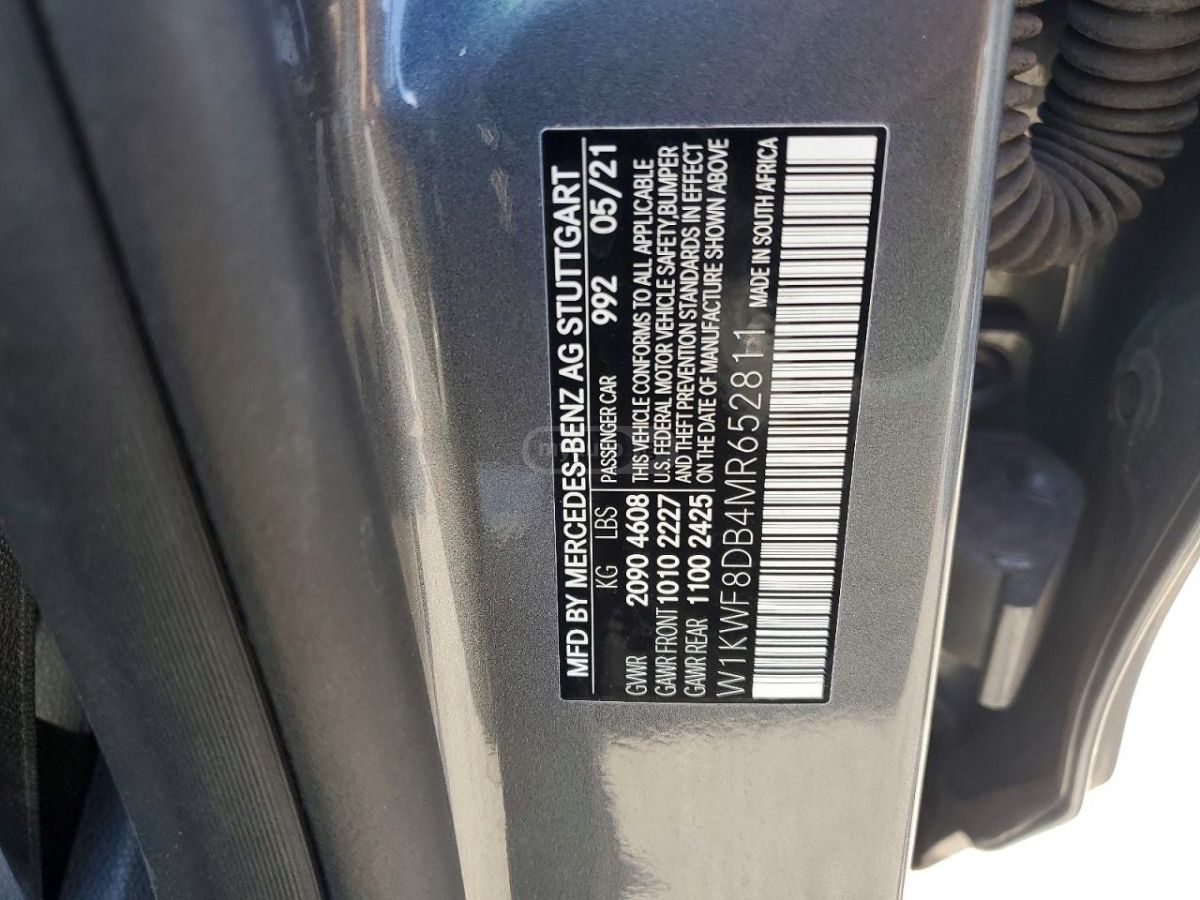 MFD BY MERCEDES-BENZ AG STUTTGART
KG LBS PASSENGER CAR 992 05/21
GVWR 2090 4608 THIS VEHICLE CONFORMS TO ALL APPLICABLE
GAWR FRONT 1010 2227 U.S. FEDERAL MOTOR VEHICLE SAFETY,BUMPER
GAWR REAR 1100 2425 AND THEFT PREVENTION STANDARDS IN EFFECT
ON THE DATE OF MANUFACTURE SHOWN ABOVE
W1KWF8DB4MR652811 MADE IN SOUTH AFRICA